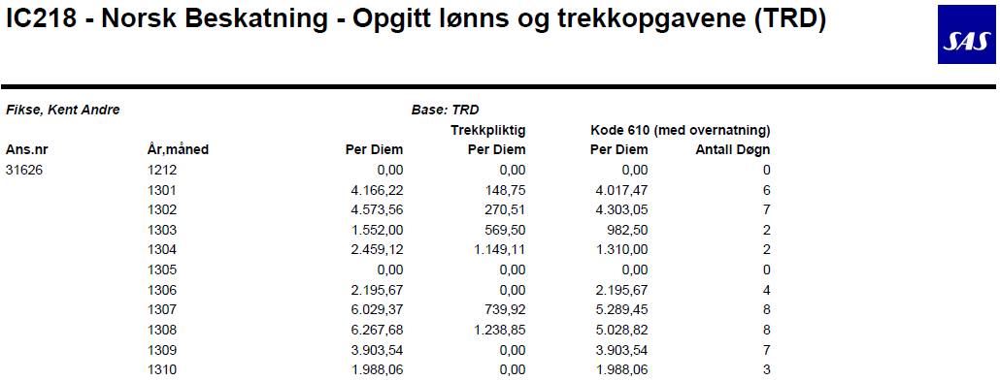 IC218 - Norsk Beskatning - Opgitt lønns og trekkopgavene (TRD)
SAS
Fikse, Kent Andre Base: TRD
Trekkpliktig Kode 610 (med overnatning)
Ans.nr År,måned Per Diem Per Diem Per Diem Antall Døgn
31626 1212 0,00 0,00 0,00 0
1301 4.166,22 148,75 4.017,47 6
1302 4.573,56 270,51 4.303,05 7
1303 1.552,00 569,50 982,50 2
1304 2.459,12 1.149,11 1.310,00 2
1305 0,00 0,00 0,00 0
1306 2.195,67 0,00 2.195,67 4
1307 6.029,37 739,92 5.289,45 8
1308 6.267,68 1.238,85 5.028,82 8
1309 3.903,54 0,00 3.903,54 7
1310 1.988,06 0,00 1.988,06 3